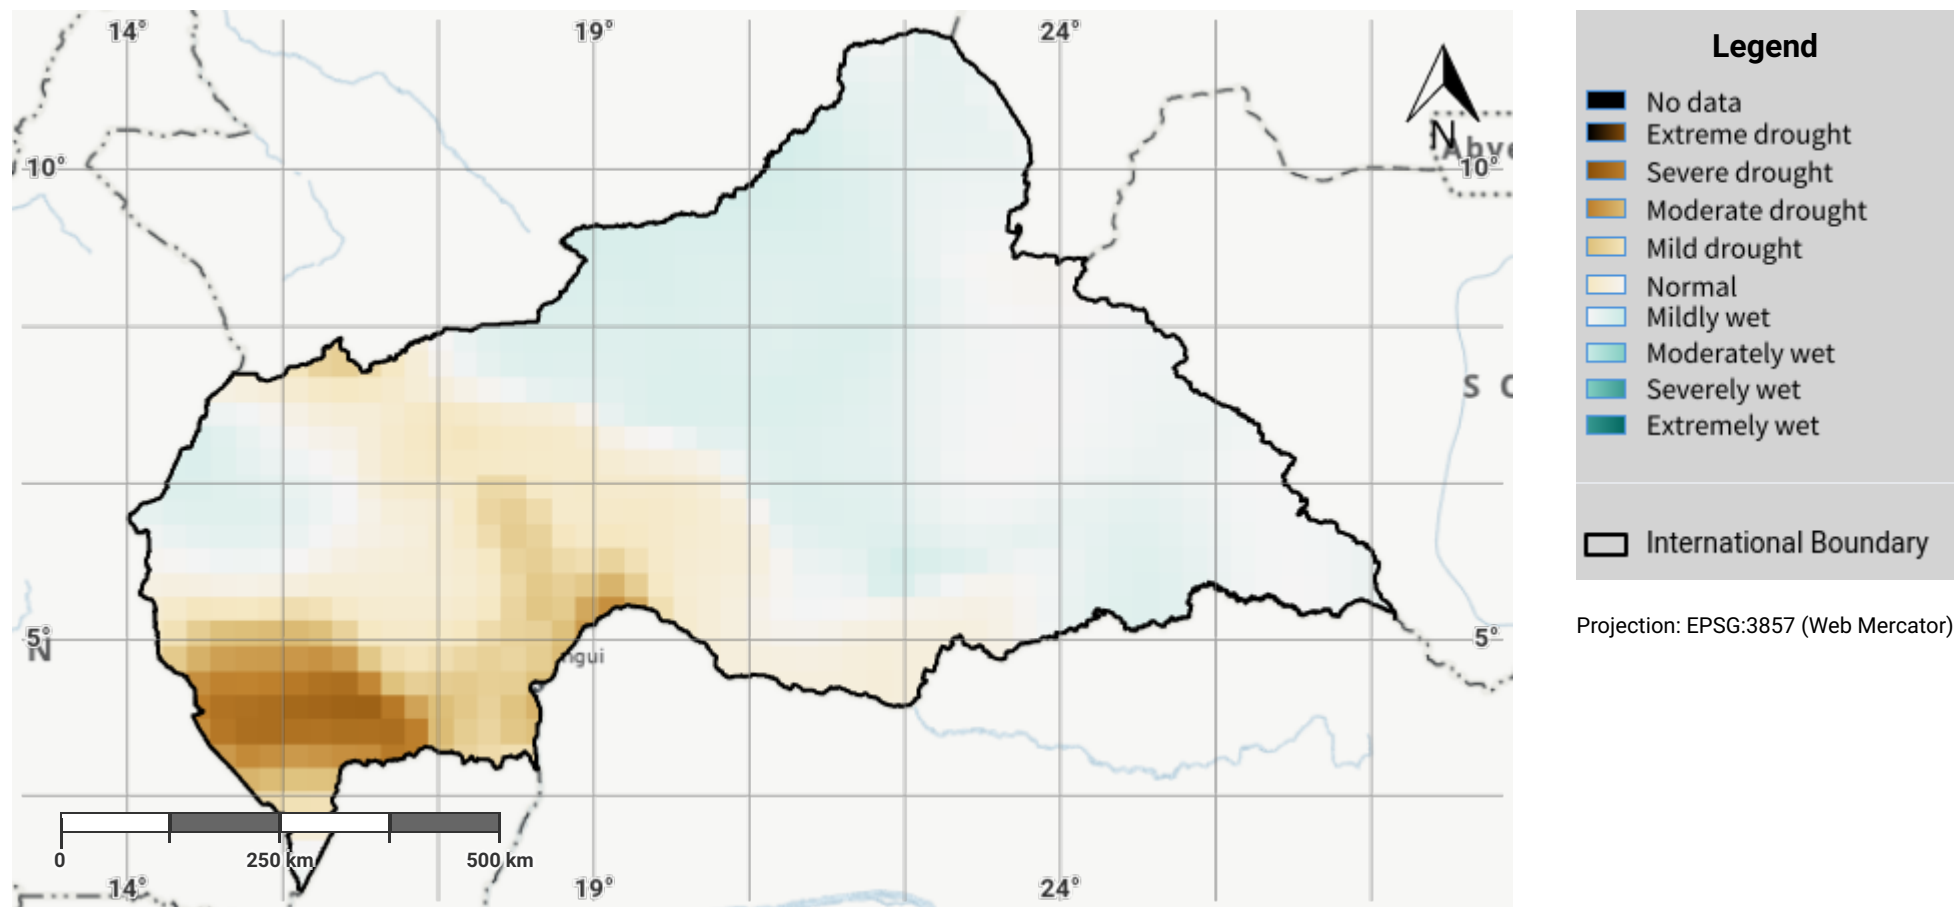 14° 19° 24°
N
10° 10°
5° 5°
N
0 250 km 500 km
14° 19° 24°
Legend
No data
Extreme drought
Severe drought
Moderate drought
Mild drought
Normal
Mildly wet
Moderately wet
Severely wet
Extremely wet
International Boundary
Projection: EPSG:3857 (Web Mercator)